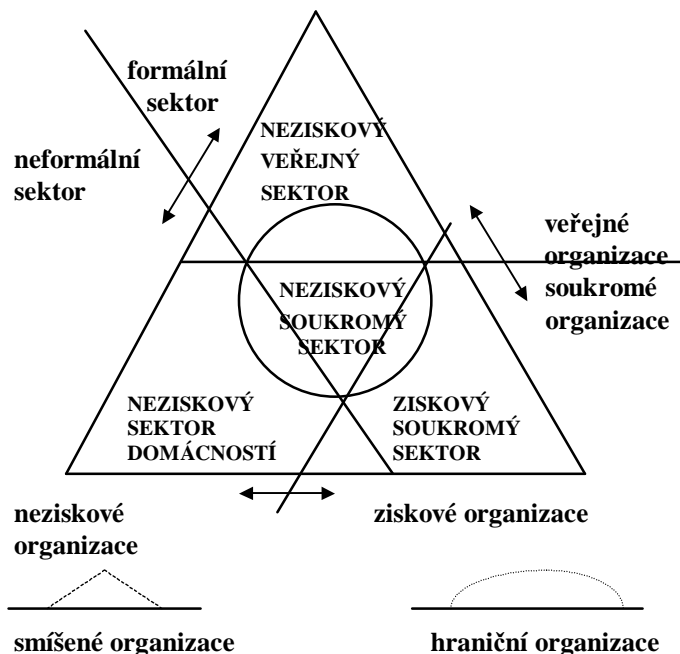 formální
sektor
neformální
sektor
NEZISKOVÝ
VEŘEJNÝ
SEKTOR
veřejné
organizace
soukromé
organizace
NEZISKOVÝ
SOUKROMÝ
SEKTOR
NEZISKOVÝ
SEKTOR
DOMÁCNOSTÍ
ZISKOVÝ
SOUKROMÝ
SEKTOR
neziskové
organizace
ziskové organizace
smíšené organizace
hraniční organizace